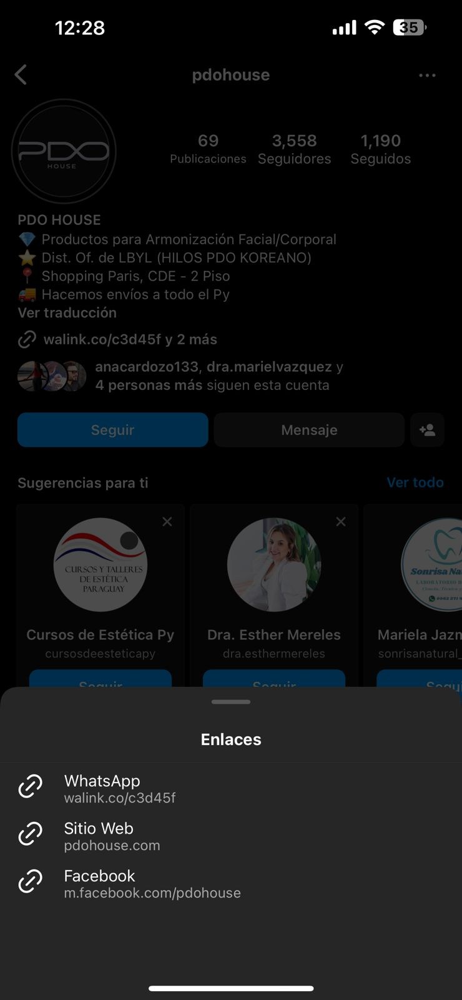 12:28
35
pdohouse
PDO
HOUSE
69
Publicaciones
3,558
Seguidores
1,190
Seguidos
PDO HOUSE
💎 Productos para Armonización Facial/Corporal
⭐ Dist. Of. de LBYL (HILOS PDO KOREANO)
📍 Shopping Paris, CDE - 2 Piso
🚚 Hacemos envíos a todo el Py
Ver traducción
walink.co/c3d45f y 2 más
anacardozo133, dra.marielvazquez y
4 personas más siguen esta cuenta
Seguir
Mensaje
Sugerencias para ti
Ver todo
CURSOS Y TALLERES
DE ESTÉTICA
PARAGUAY
Sonrisa
LABORATORIO
Cursos de Estética Py
cursosdeesteticapy
Seguir
Dra. Esther Mereles
dra.esthermereles
Seguir
Mariela Jazm
sonrisanatural_
Segui
Enlaces
WhatsApp
walink.co/c3d45f
Sitio Web
pdohouse.com
Facebook
m.facebook.com/pdohouse